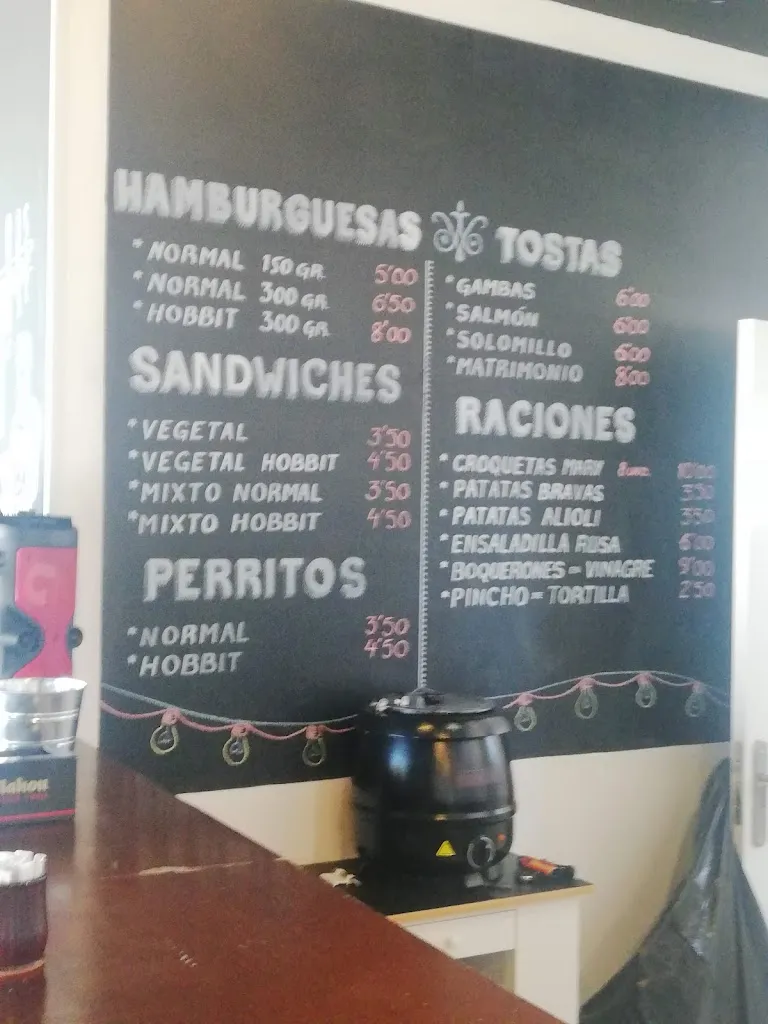 HAMBURGUESAS
* NORMAL 150 GR. 5'00
* NORMAL 300 GR. 6'50
* HOBBIT 300 GR. 8'00
SANDWICHES
* VEGETAL 3'50
* VEGETAL HOBBIT 4'50
* MIXTO NORMAL 3'50
* MIXTO HOBBIT 4'50
PERRITOS
* NORMAL 3'50
* HOBBIT 4'50
TOSTAS
* GAMBAS 6'00
* SALMÓN 6'00
* SOLOMILLO 6'00
* MATRIMONIO 8'00
RACIONES
* CROQUETAS MARY 10'00
* PATATAS BRAVAS 3'50
* PATATAS ALIOLI 3'50
* ENSALADILLA RUSA 6'00
* BOQUERONES = VINAGRE 9'00
* PINCHO = TORTILLA 2'50